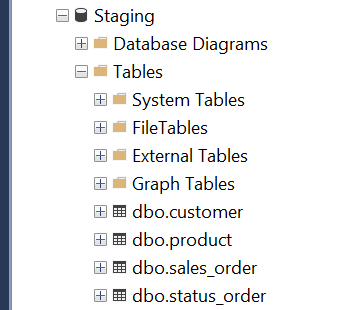 Staging
Database Diagrams
Tables
System Tables
FileTables
External Tables
Graph Tables
dbo.customer
dbo.product
dbo.sales_order
dbo.status_order